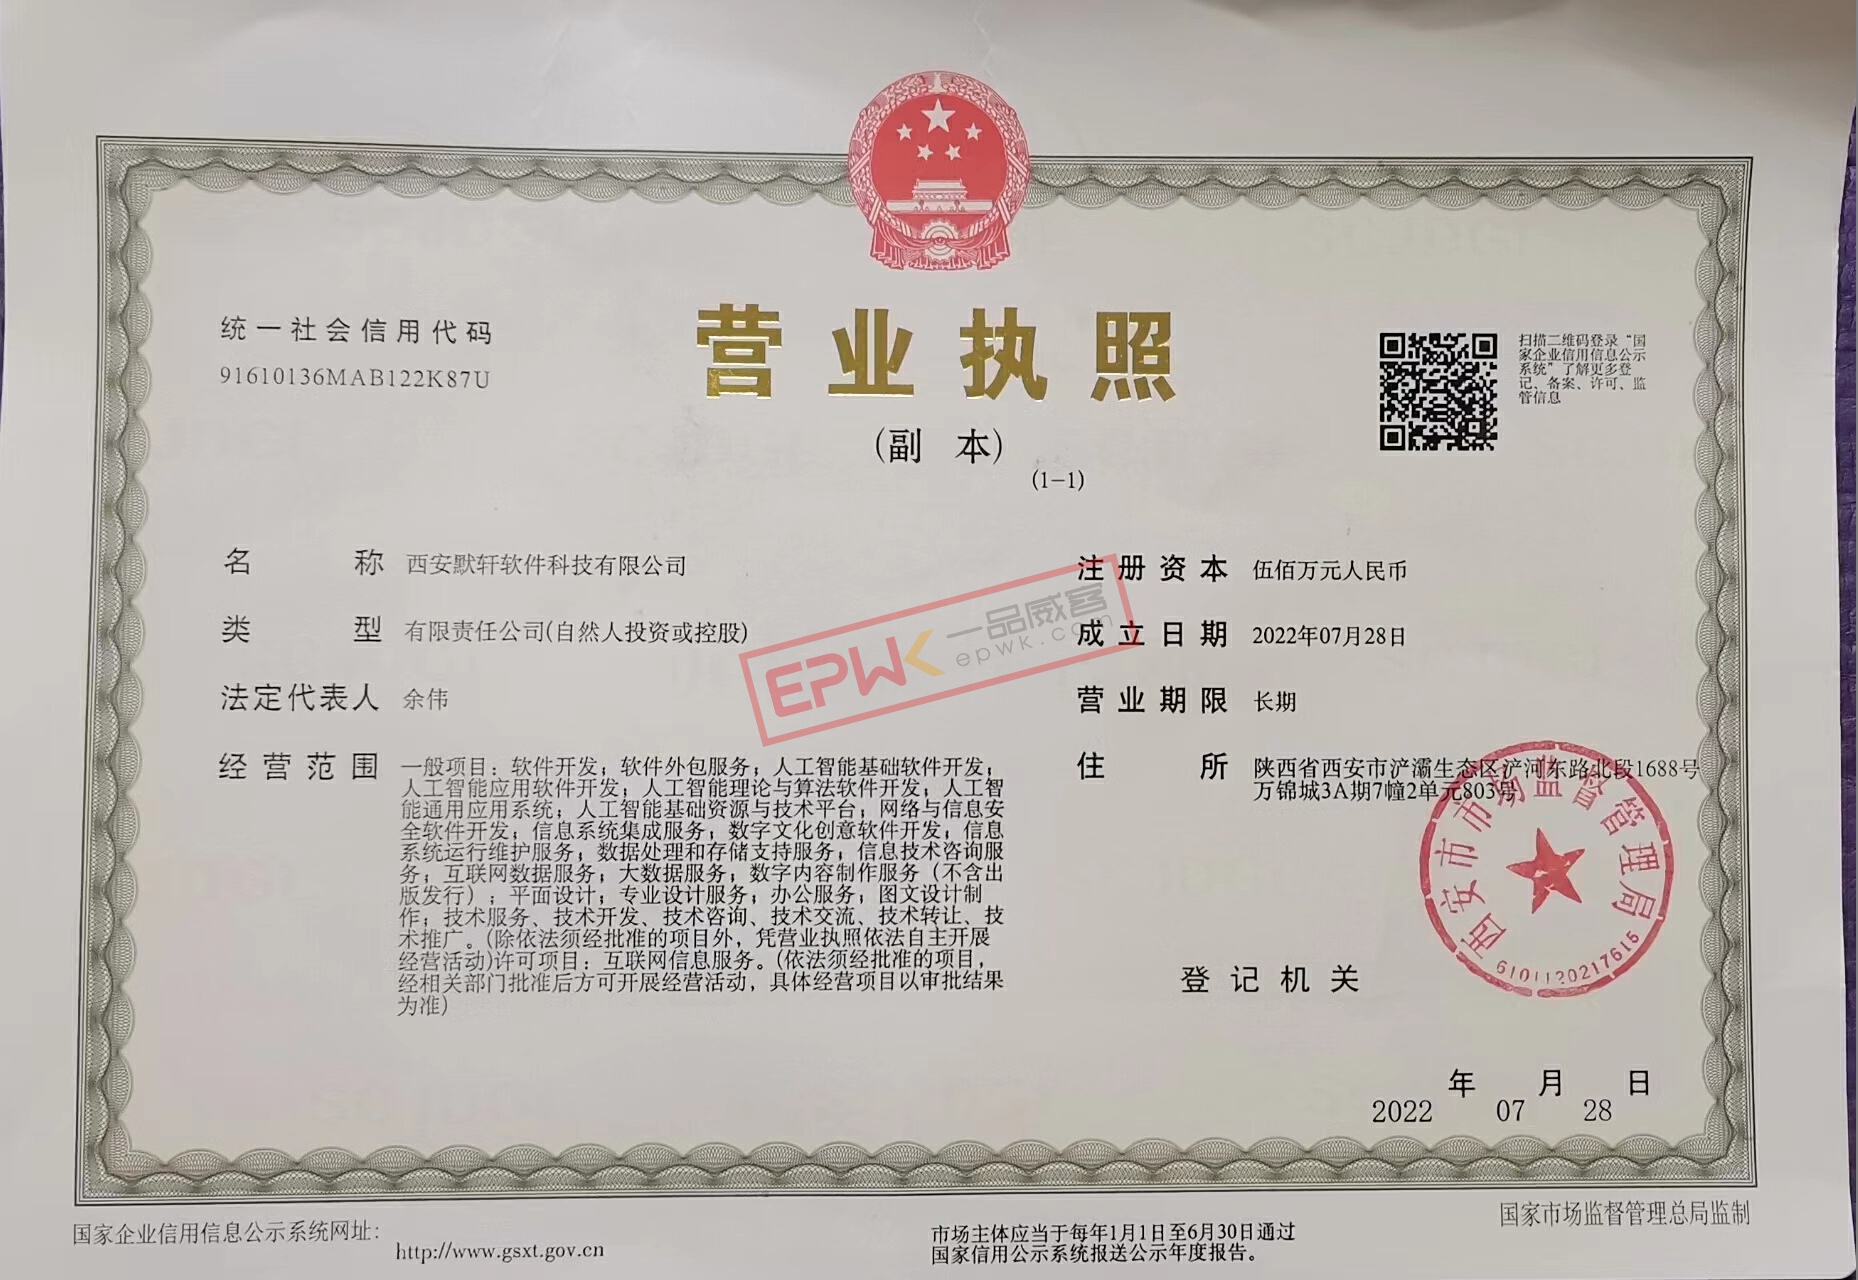 统一社会信用代码
91610136MAB122K87U
营业执照
(副 本)
(1-1)
扫描二维码登录“国
家企业信用信息公示
系统”了解更多登
记、备案、许可、监
管信息
名 称 西安默轩软件科技有限公司
类 型 有限责任公司(自然人投资或控股)
法定代表人 余伟
经营范围 一般项目：软件开发；软件外包服务；人工智能基础软件开发；
人工智能应用软件开发；人工智能理论与算法软件开发；人工智
能通用应用系统；人工智能基础资源与技术平台；网络与信息安
全软件开发；信息系统集成服务；数字文化创意软件开发；信息
系统运行维护服务；数据处理和存储支持服务；信息技术咨询服
务；互联网数据服务；大数据服务；数字内容制作服务（不含出
版发行）；平面设计；专业设计服务；办公服务；图文设计制
作；技术服务、技术开发、技术咨询、技术交流、技术转让、技
术推广。(除依法须经批准的项目外，凭营业执照依法自主开展
经营活动)许可项目：互联网信息服务。(依法须经批准的项目，
经相关部门批准后方可开展经营活动，具体经营项目以审批结果
为准)
注册资本 伍佰万元人民币
成立日期 2022年07月28日
营业期限 长期
住 所 陕西省西安市浐灞生态区浐河东路北段1688号
万锦城3A期7幢2单元803号
EPWK 一品威客
epwk.com
西安市市场监督管理局
6101120217615
登记机关
2022 年 07 月 28 日
国家企业信用信息公示系统网址：
http://www.gsxt.gov.cn
市场主体应当于每年1月1日至6月30日通过
国家信用公示系统报送公示年度报告。
国家市场监督管理总局监制